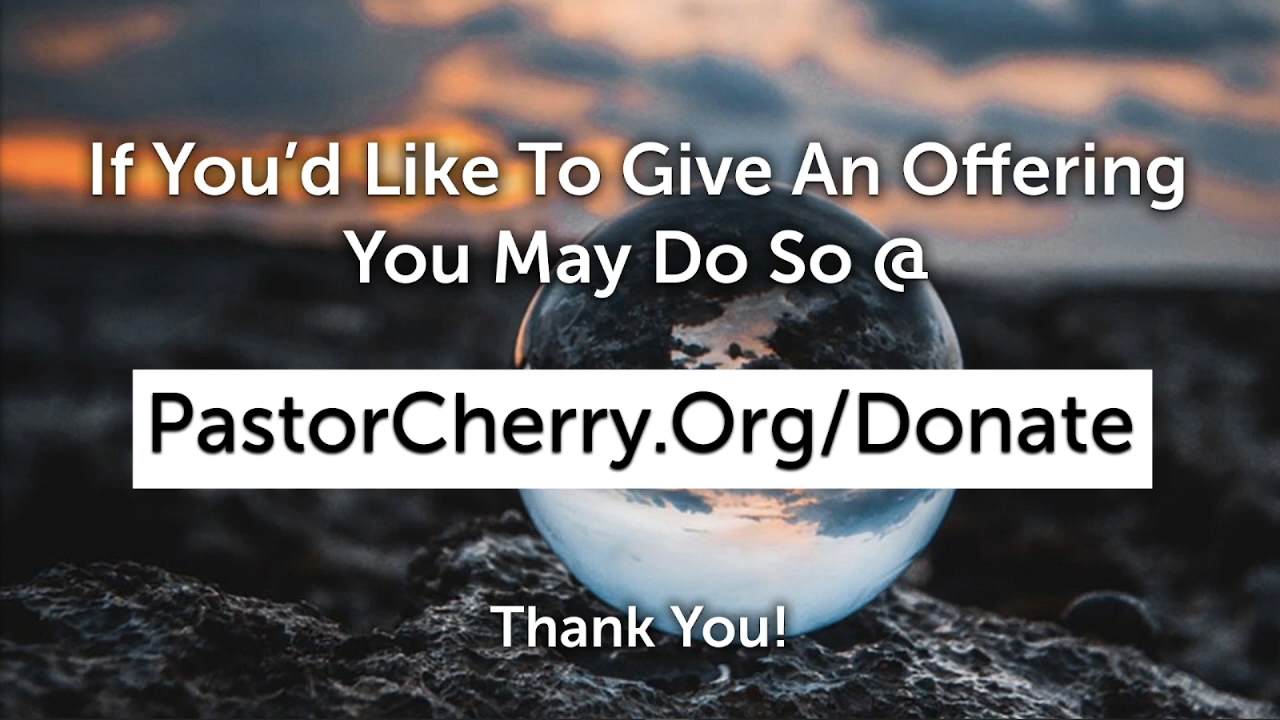 If You’d Like To Give An Offering
You May Do So @
PastorCherry.Org/Donate
Thank You!